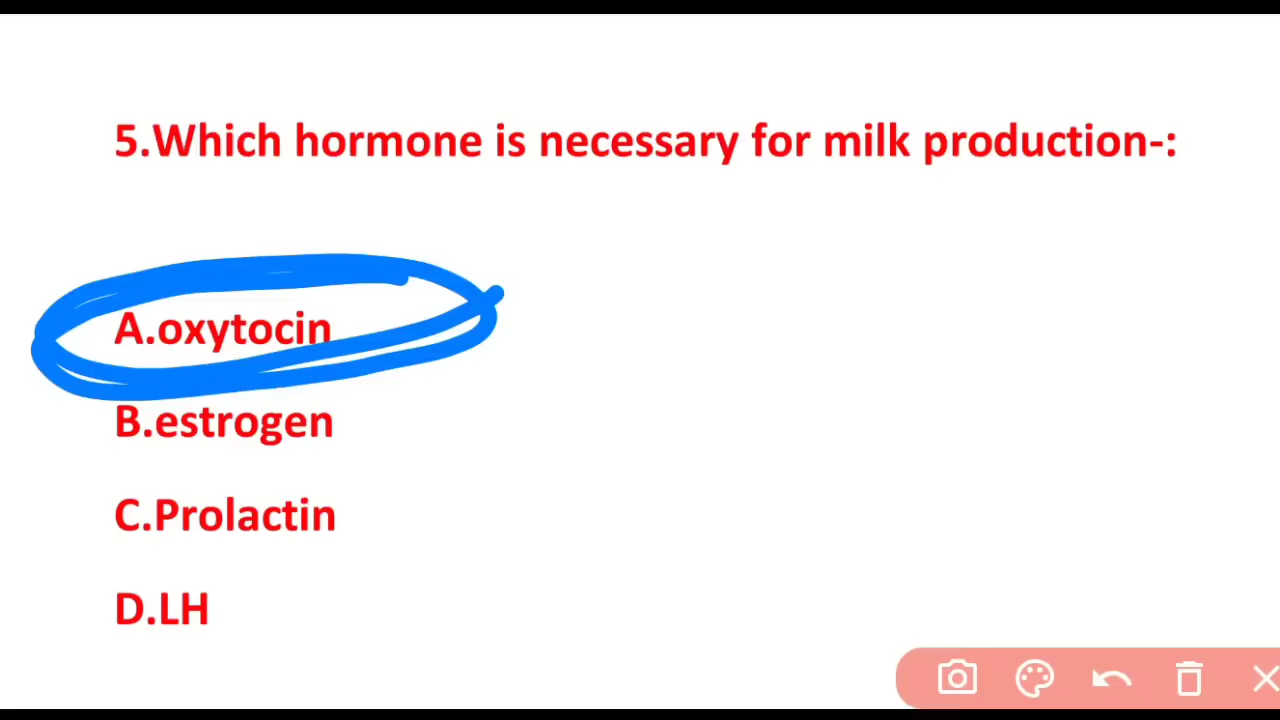 5.Which hormone is necessary for milk production-:
A.oxytocin
B.estrogen
C.Prolactin
D.LH